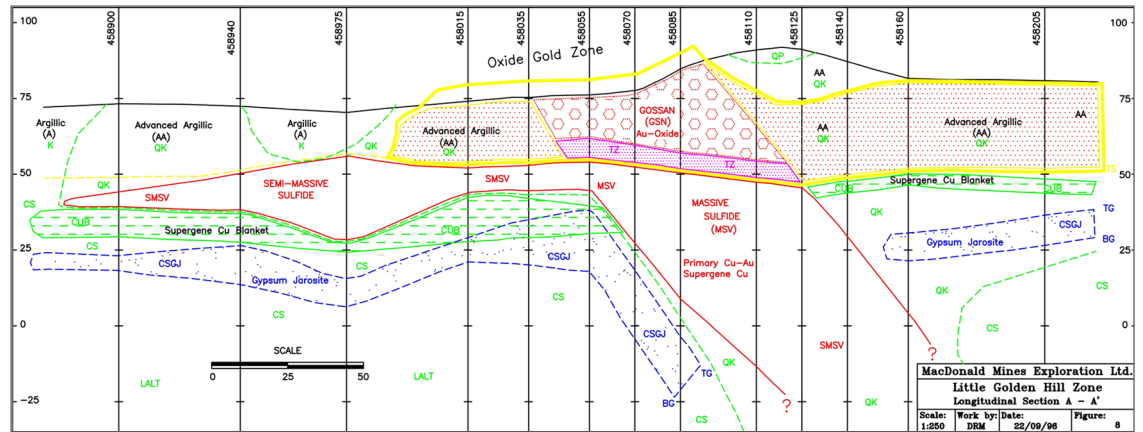 100
75
50
25
0
−25
458900
458940
458975
458015
458035
458055
458070
458085
458110
458125
458140
458160
458205
100
75
50
25
0
Oxide Gold Zone
QP
AA
QK
Argillic
(A)
K
Advanced Argillic
(AA)
QK
Argillic
(A)
K
QK
Advanced Argillic
(AA)
QK
GOSSAN
(GSN)
Au-Oxide
TZ
TZ
AA
QK
Advanced Argillic
(AA)
QK
AA
TS
QK
SMSV
SEMI-MASSIVE
SULFIDE
SMSV
MSV
MASSIVE
SULFIDE
(MSV)
Primary Cu-Au
Supergene Cu
Supergene Cu Blanket
CUB
CUB
CS
CUB
Supergene Cu Blanket
CUB
QK
CS
CSGJ
Gypsum Jarosite
CS
CSGJ
CS
CSGJ
TG
BG
QK
CS
TG
CSGJ
Gypsum Jarosite
BG
QK
CS
CS
LALT
LALT
SMSV
QK
?
?
SCALE
0 25 50
MacDonald Mines Exploration Ltd.
Little Golden Hill Zone
Longitudinal Section A - A'
Scale: Work by: Date: Figure:
1:250 DRM 22/09/96 8